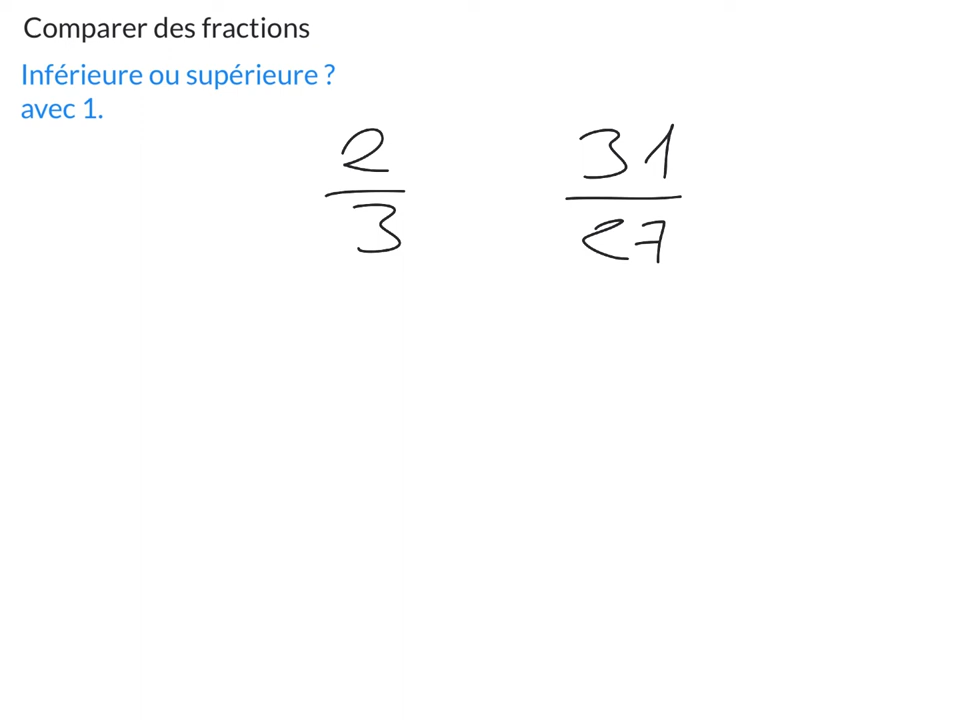 Comparer des fractions
Inférieure ou supérieure ?
avec 1.
2 31
3 27